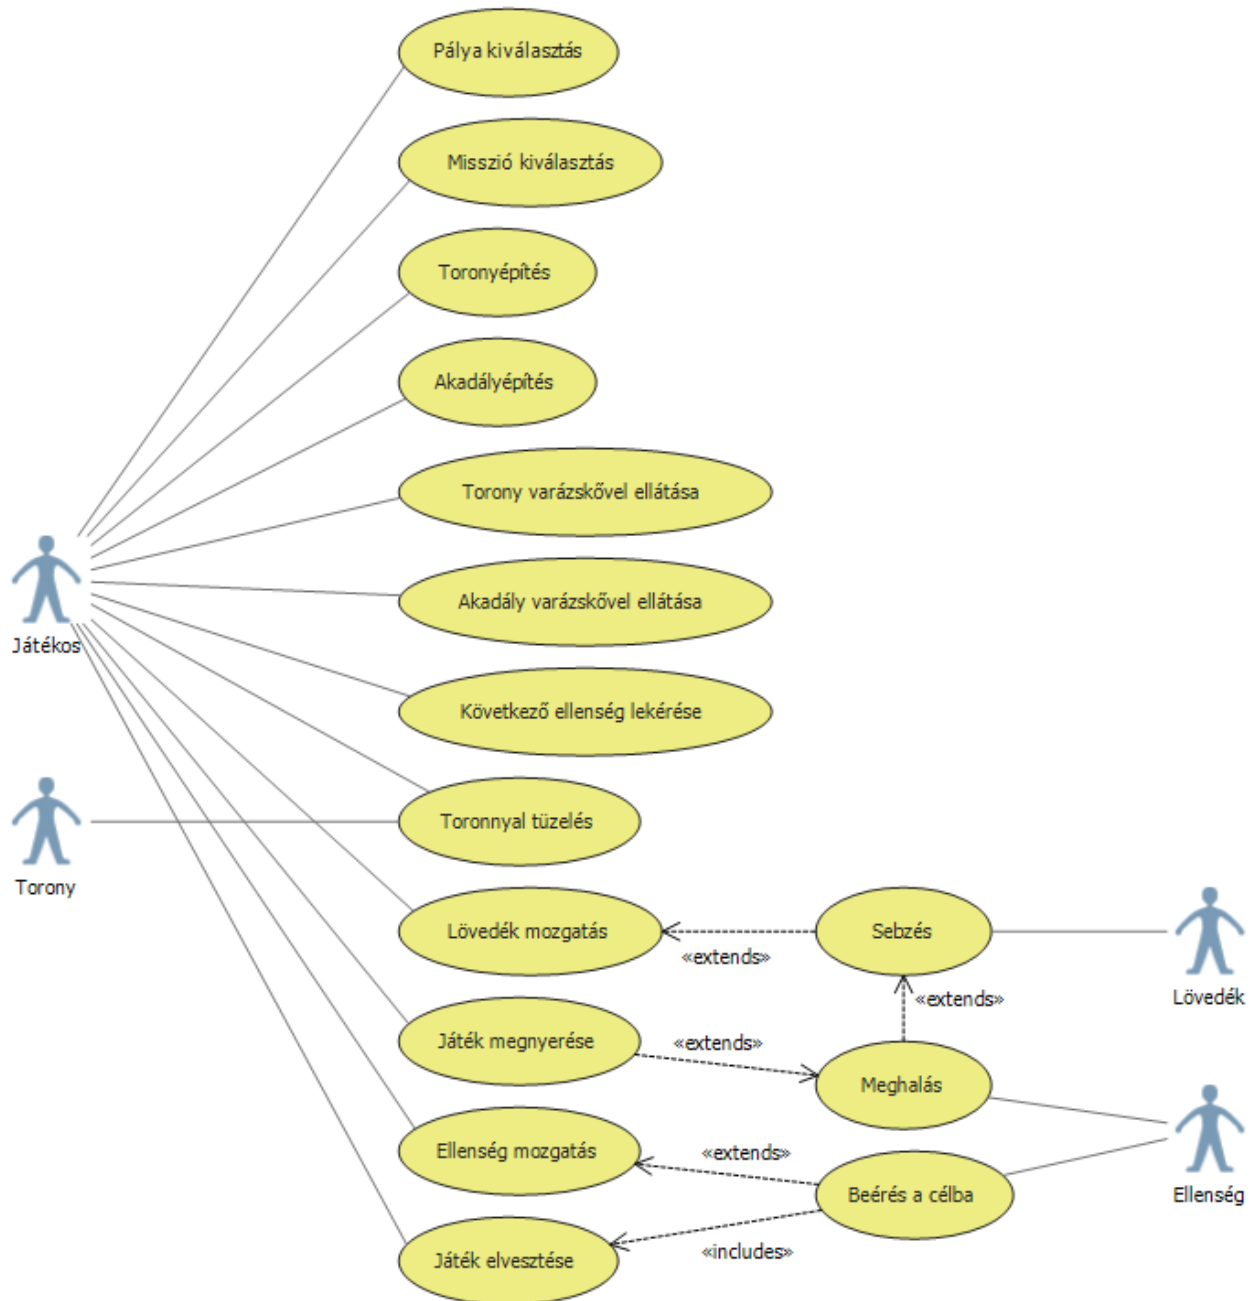 Pálya kiválasztás
Misszió kiválasztás
Toronyépítés
Akadályépítés
Torony varázskővel ellátása
Akadály varázskővel ellátása
Játékos
Következő ellenség lekérése
Toronnyal tüzelés
Torony
Lövedék mozgatás
«extends»
Sebzés
Lövedék
«extends»
Játék megnyerése
«extends»
Meghalás
Ellenség mozgatás
«extends»
Beérés a célba
Ellenség
Játék elvesztése
«includes»